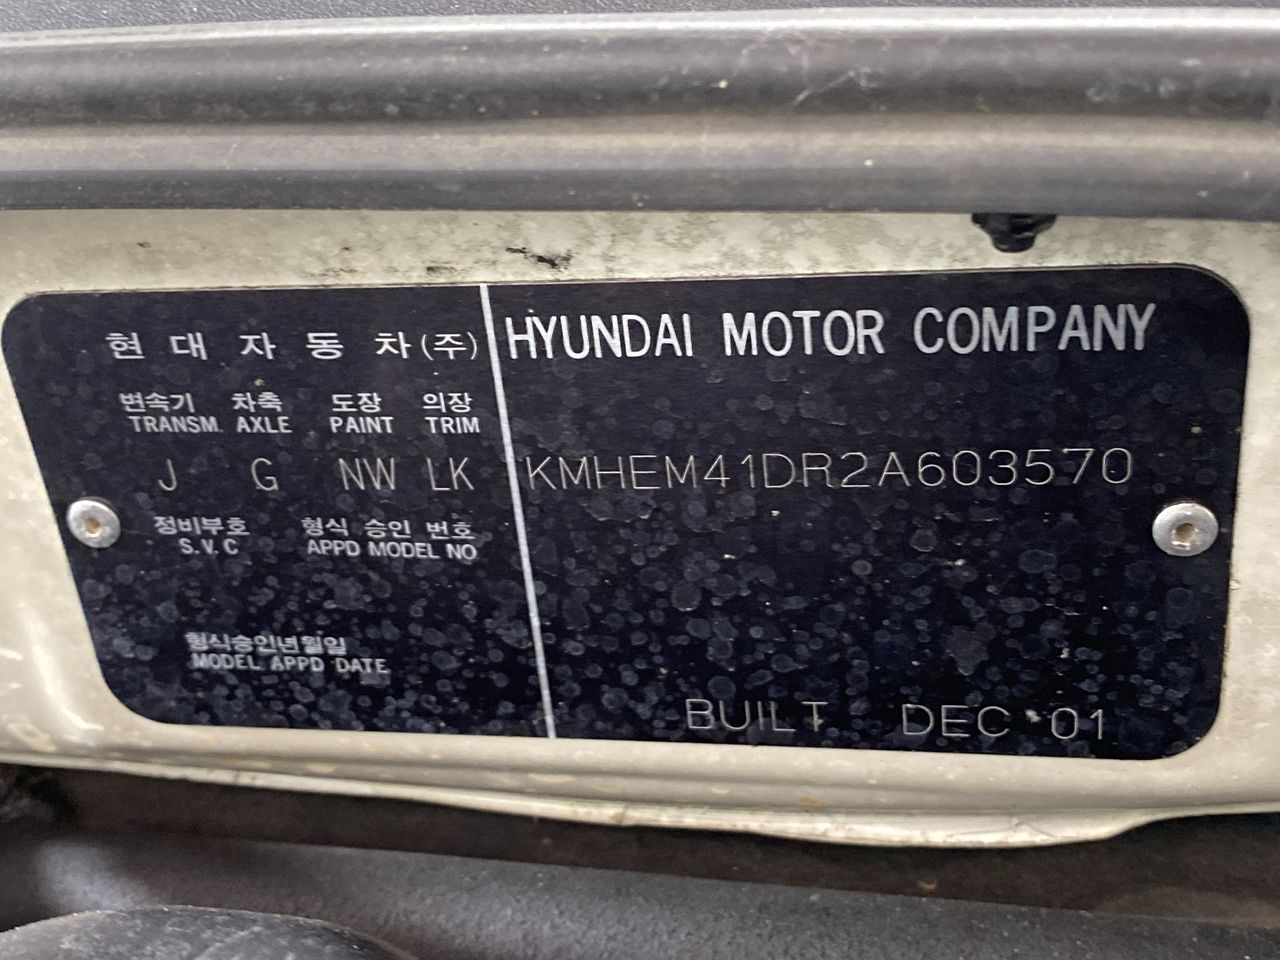 현대자동차(주) HYUNDAI MOTOR COMPANY
변속기 차축 도장 의장
TRANSM. AXLE PAINT TRIM
J G NW LK KMHEM41DR2A603570
정비부호 형식 승인 번호
S.V.C APPD MODEL NO
형식승인년월일
MODEL APPD DATE
BUILT DEC 01